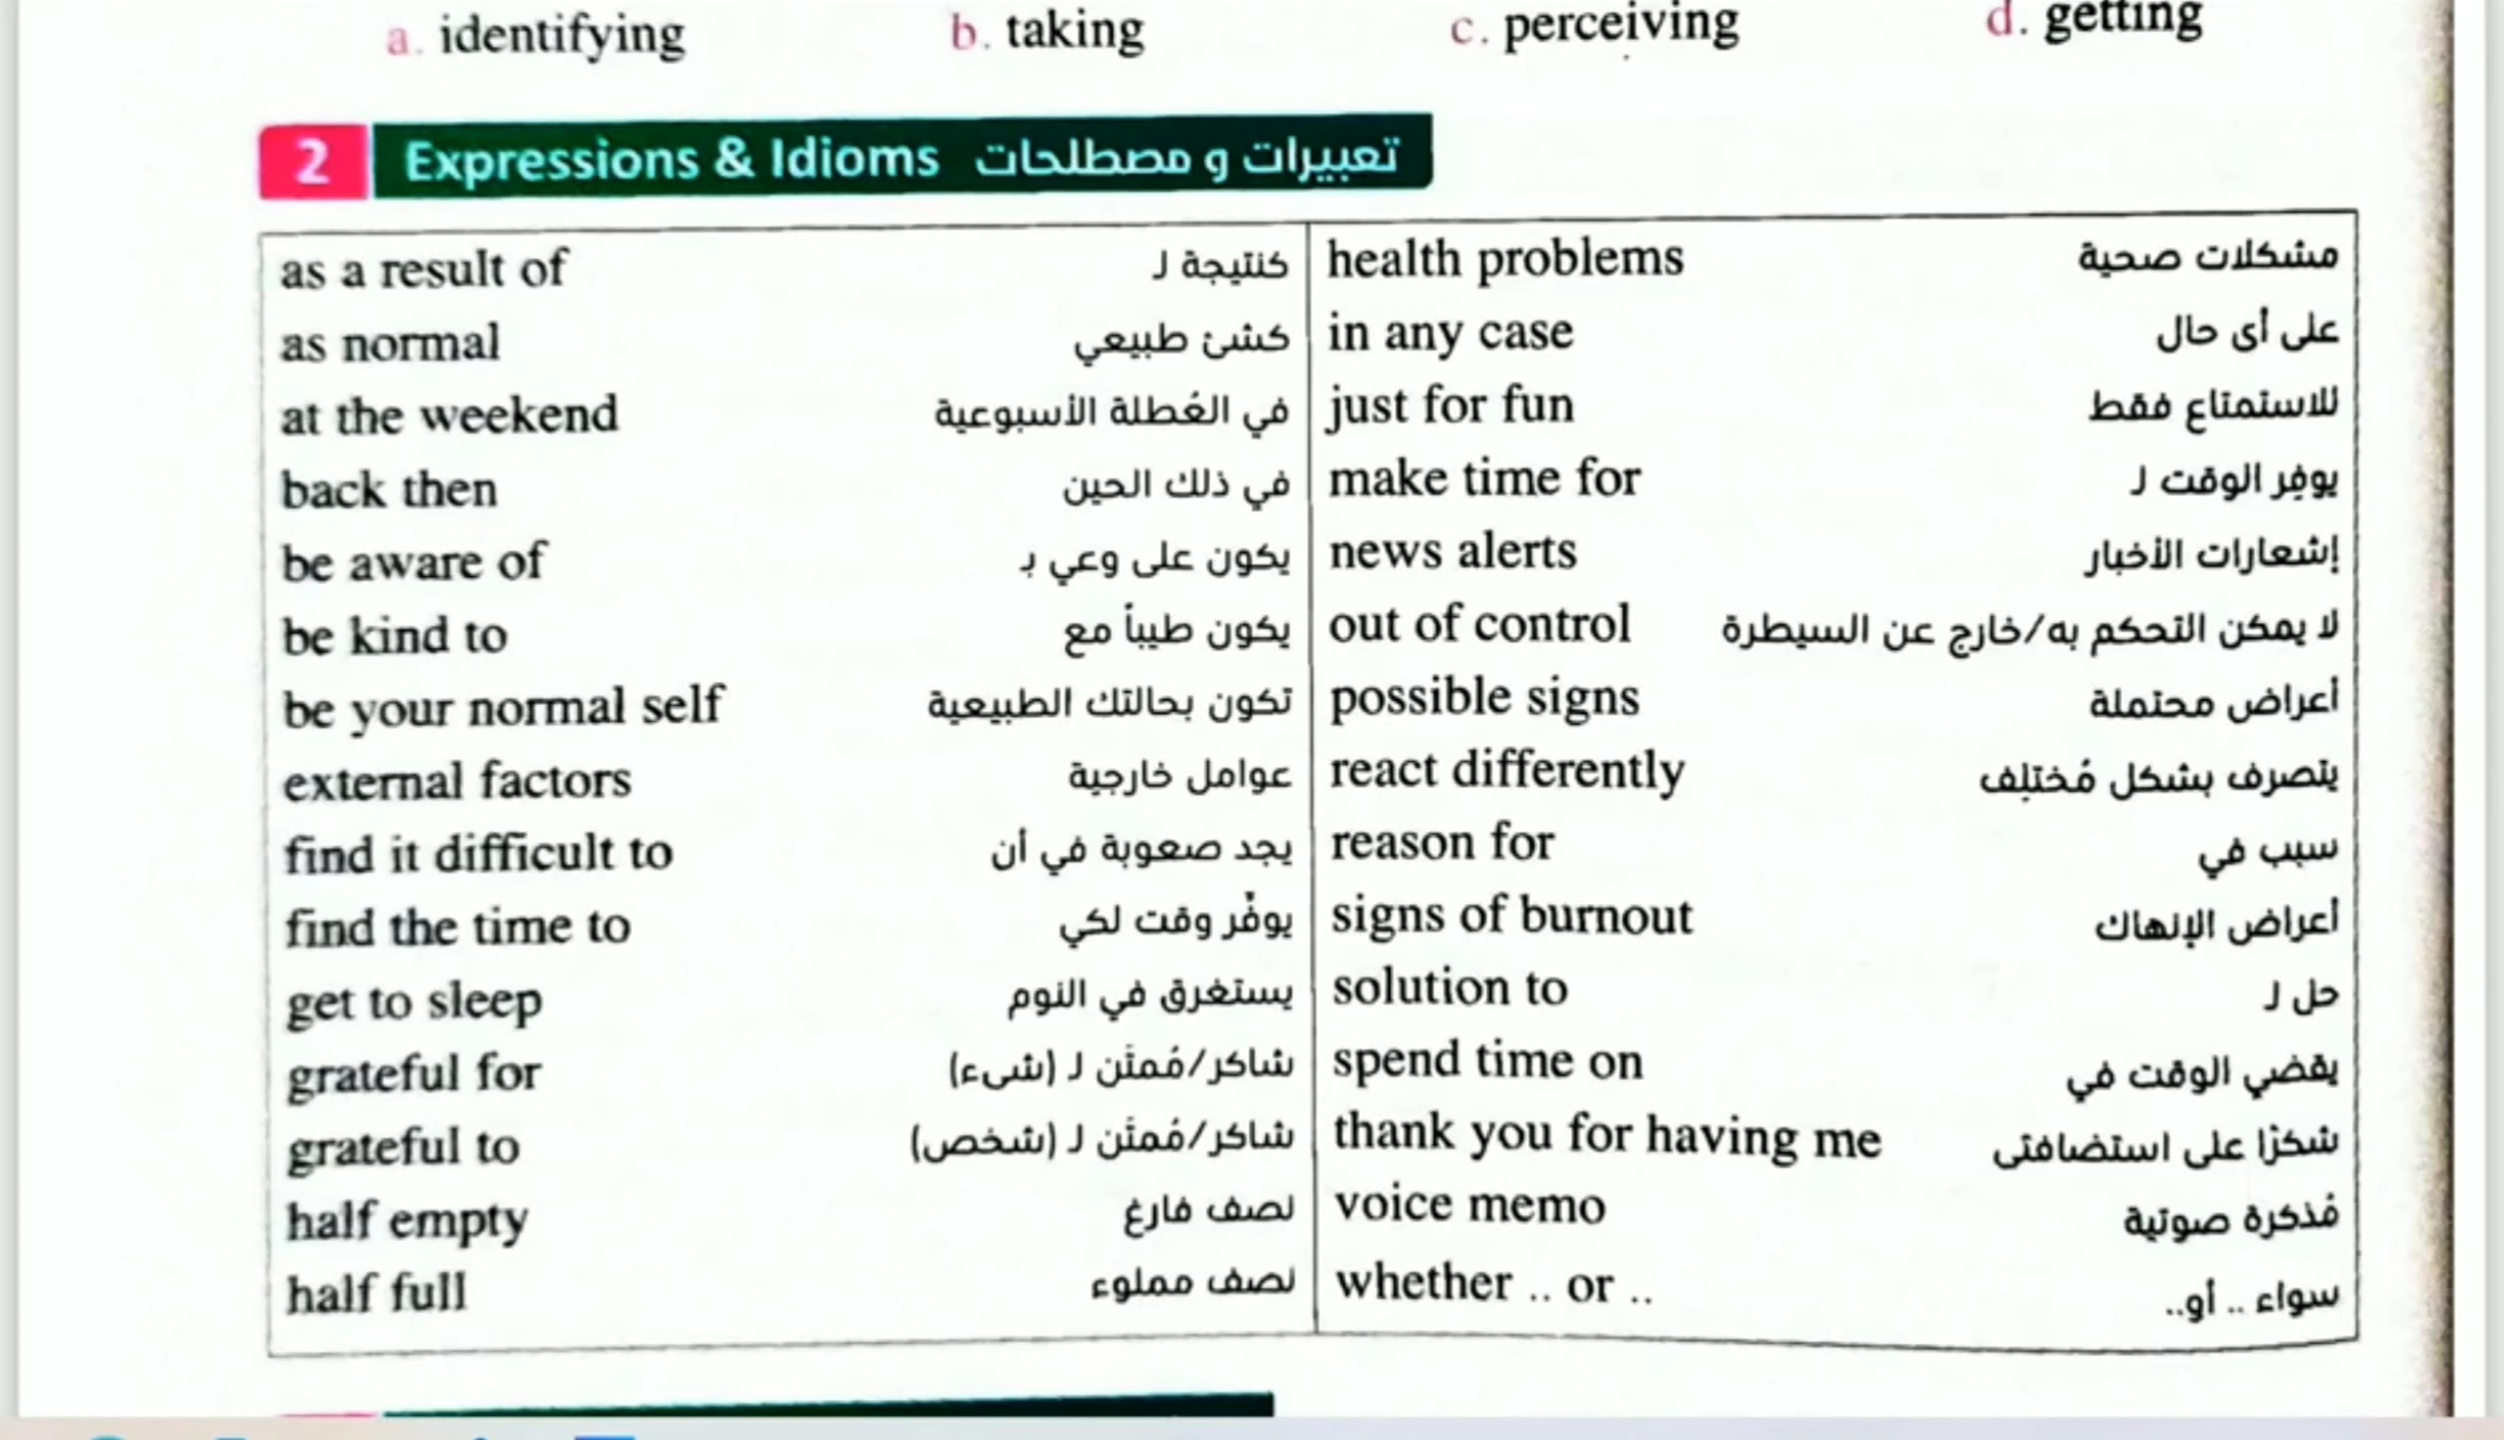 a. identifying b. taking c. perceiving d. getting
2 Expressions & Idioms تعبيرات و مصطلحات
as a result of كنتيجة لـ
as normal كشئ طبيعي
at the weekend في العُطلة الأسبوعية
back then في ذلك الحين
be aware of يكون على وعي بـ
be kind to يكون طيباً مع
be your normal self تكون بحالتك الطبيعية
external factors عوامل خارجية
find it difficult to يجد صعوبة في أن
find the time to يوفّر وقت لكي
get to sleep يستغرق في النوم
grateful for شاكر/مُمتَن لـ (شىء)
grateful to شاكر/مُمتَن لـ (شخص)
half empty نصف فارغ
half full نصف مملوء
health problems مشكلات صحية
in any case على أى حال
just for fun للاستمتاع فقط
make time for يوفِر الوقت لـ
news alerts إشعارات الأخبار
out of control لا يمكن التحكم به/خارج عن السيطرة
possible signs أعراض محتملة
react differently يتصرف بشكل مُختلِف
reason for سبب في
signs of burnout أعراض الإنهاك
solution to حل لـ
spend time on يقضي الوقت في
thank you for having me شكرًا على استضافتى
voice memo مُذكرة صوتية
whether .. or .. سواء .. أو..